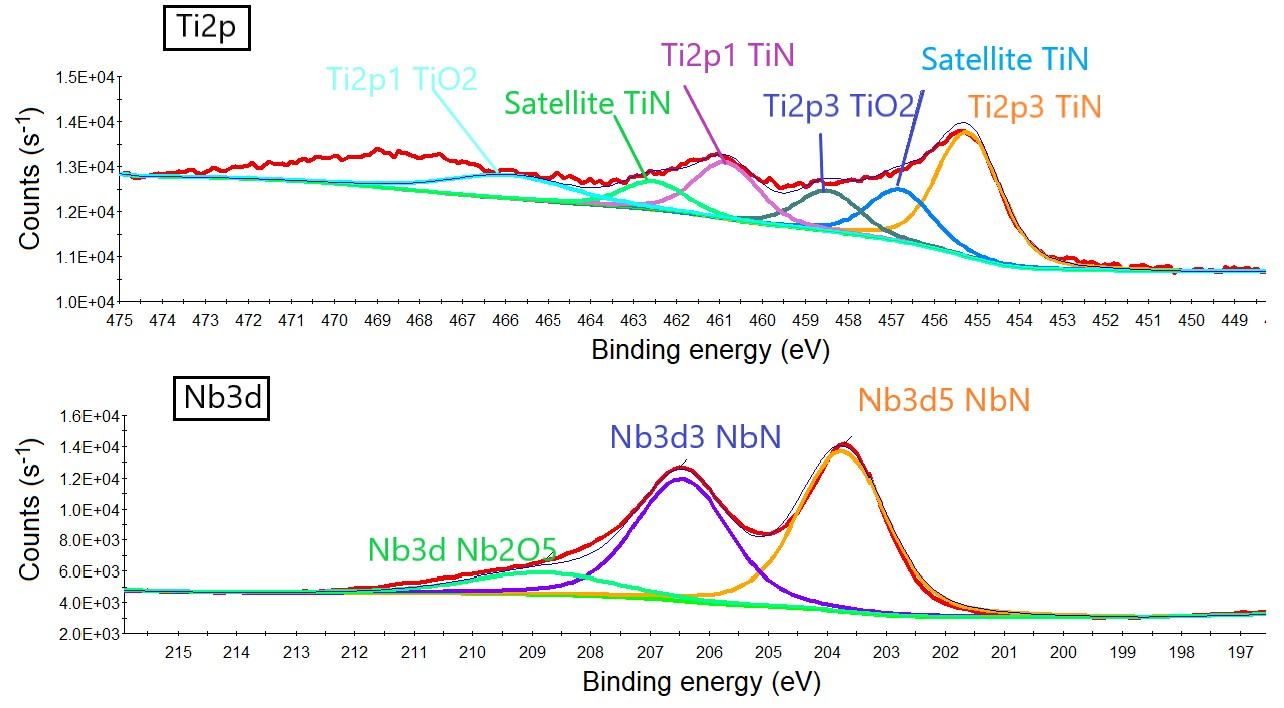 Ti2p
Ti2p1 TiN
Satellite TiN
Ti2p1 TiO2
Satellite TiN
Ti2p3 TiO2
Ti2p3 TiN
Counts (s-1)
1.5E+04
1.4E+04
1.3E+04
1.2E+04
1.1E+04
1.0E+04
475 474 473 472 471 470 469 468 467 466 465 464 463 462 461 460 459 458 457 456 455 454 453 452 451 450 449
Binding energy (eV)
Nb3d
Nb3d5 NbN
Nb3d3 NbN
Nb3d Nb2O5
Counts (s-1)
1.6E+04
1.4E+04
1.2E+04
1.0E+04
8.0E+03
6.0E+03
4.0E+03
2.0E+03
215 214 213 212 211 210 209 208 207 206 205 204 203 202 201 200 199 198 197
Binding energy (eV)